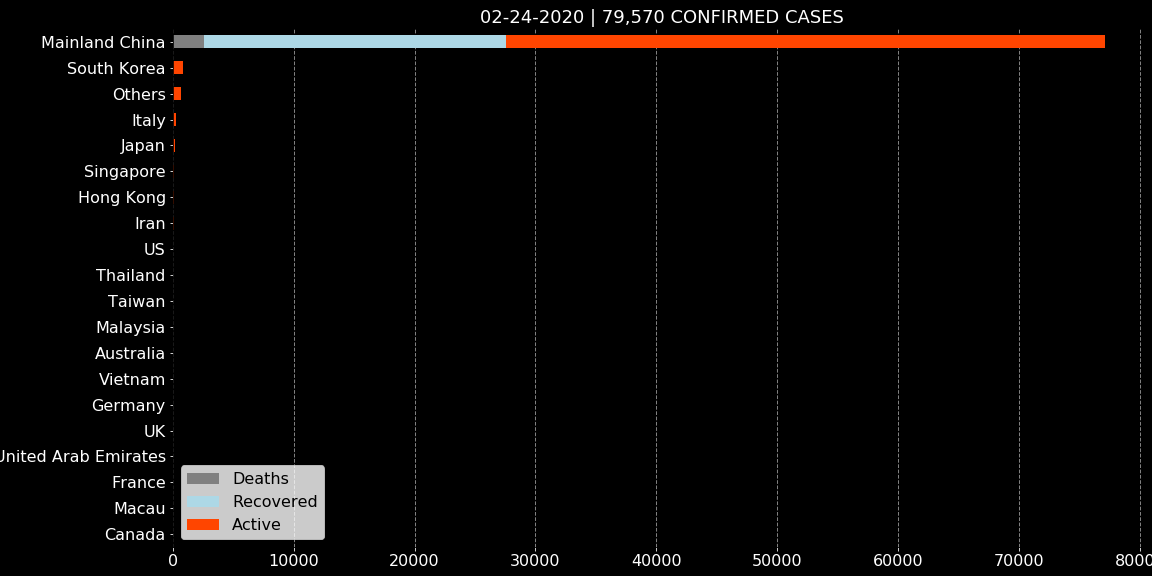 02-24-2020 | 79,570 CONFIRMED CASES
Mainland China
South Korea
Others
Italy
Japan
Singapore
Hong Kong
Iran
US
Thailand
Taiwan
Malaysia
Australia
Vietnam
Germany
UK
United Arab Emirates
France
Macau
Canada
Deaths
Recovered
Active
0 10000 20000 30000 40000 50000 60000 70000 8000